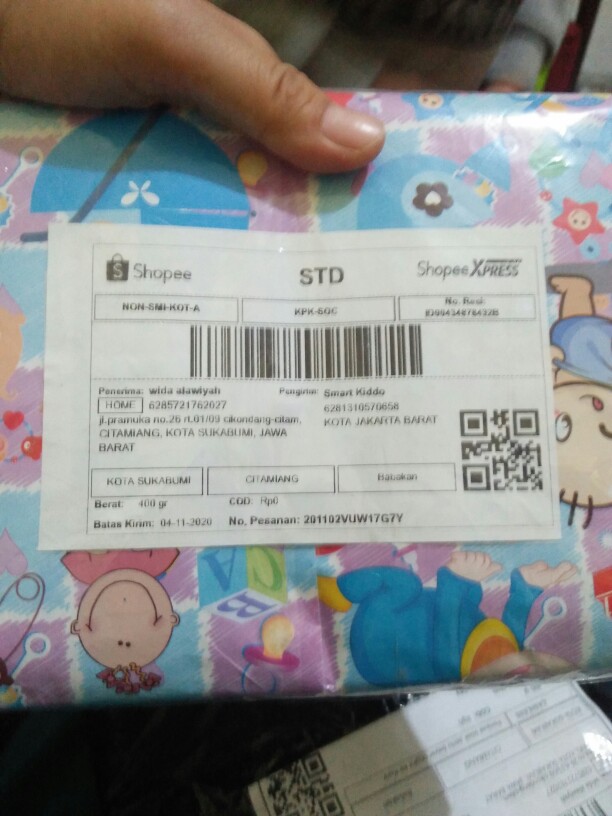 Shopee
STD
Shopee XPRESS
NON-SMI-KOT-A
KPK-SOC
No. Resi:
Penerima: wida alawiyah
Pengirim: Smart Kiddo
HOME 6285721762027
6281310570658
jl.pramuka no.26 rt.01/09 cikondang-citam,
KOTA JAKARTA BARAT
CITAMIANG, KOTA SUKABUMI, JAWA
BARAT
KOTA SUKABUMI
CITAMIANG
Babakan
Berat: 400 gr
COD: Rp0
Batas Kirim: 04-11-2020
No. Pesanan: 201102VUW17G7Y